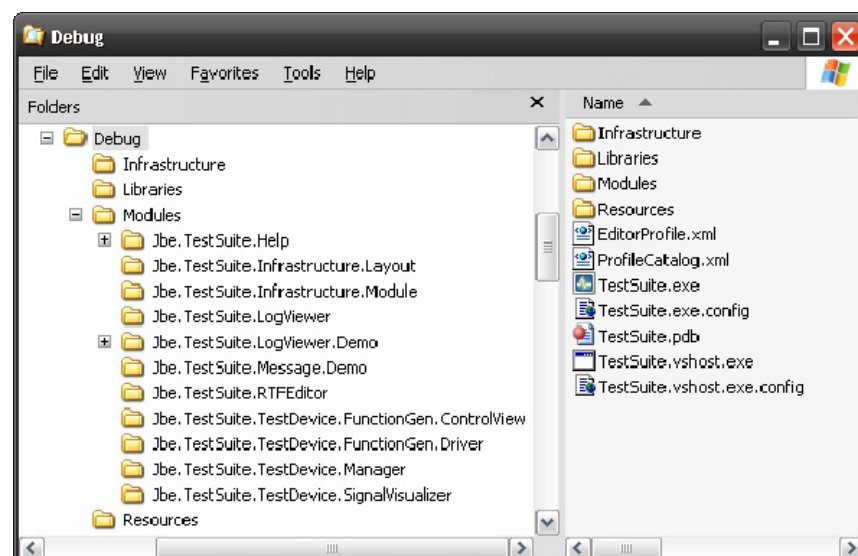 Debug
File Edit View Favorites Tools Help
Folders
Debug
Infrastructure
Libraries
Modules
Jbe.TestSuite.Help
Jbe.TestSuite.Infrastructure.Layout
Jbe.TestSuite.Infrastructure.Module
Jbe.TestSuite.LogViewer
Jbe.TestSuite.LogViewer.Demo
Jbe.TestSuite.Message.Demo
Jbe.TestSuite.RTFEditor
Jbe.TestSuite.TestDevice.FunctionGen.ControlView
Jbe.TestSuite.TestDevice.FunctionGen.Driver
Jbe.TestSuite.TestDevice.Manager
Jbe.TestSuite.TestDevice.SignalVisualizer
Resources
Name
Infrastructure
Libraries
Modules
Resources
EditorProfile.xml
ProfileCatalog.xml
TestSuite.exe
TestSuite.exe.config
TestSuite.pdb
TestSuite.vshost.exe
TestSuite.vshost.exe.config